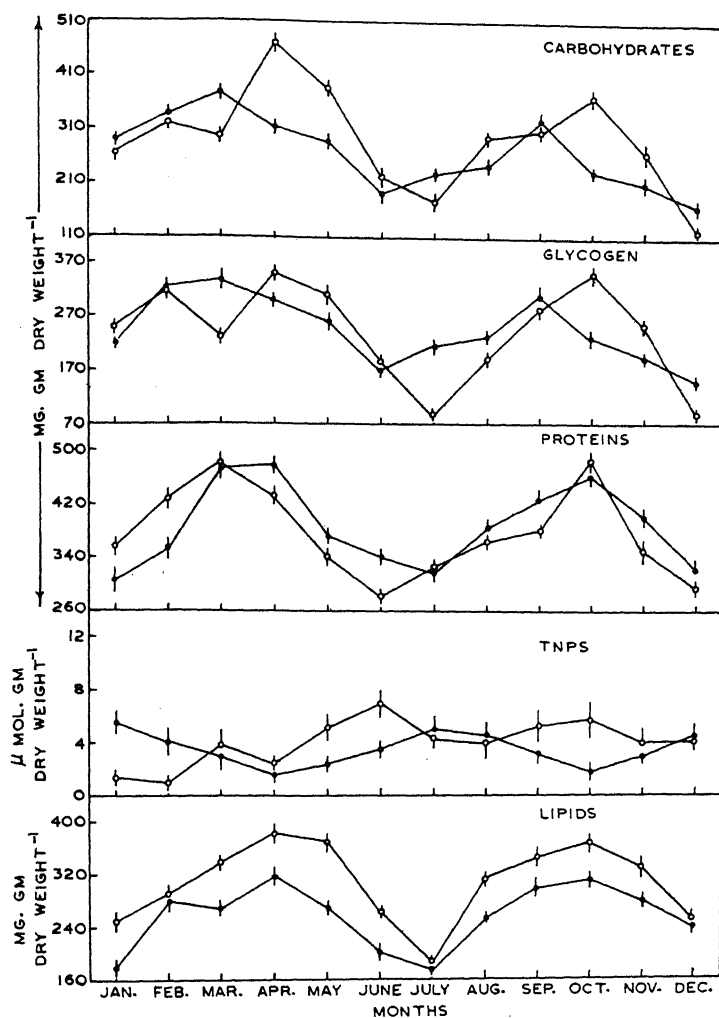 510
410
310
210
110
CARBOHYDRATES
370
270
170
70
GLYCOGEN
MG. GM DRY WEIGHT⁻¹
500
420
340
260
PROTEINS
12
8
4
0
TNPS
μ MOL. GM
DRY WEIGHT⁻¹
400
320
240
160
LIPIDS
MG. GM
DRY WEIGHT⁻¹
JAN. FEB. MAR. APR. MAY JUNE JULY AUG. SEP. OCT. NOV. DEC.
MONTHS